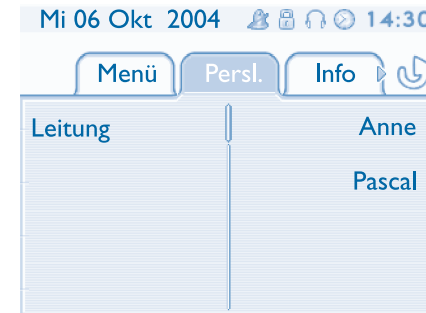 Mi 06 Okt 2004 14:30
Menü Persl. Info
Leitung Anne
Pascal